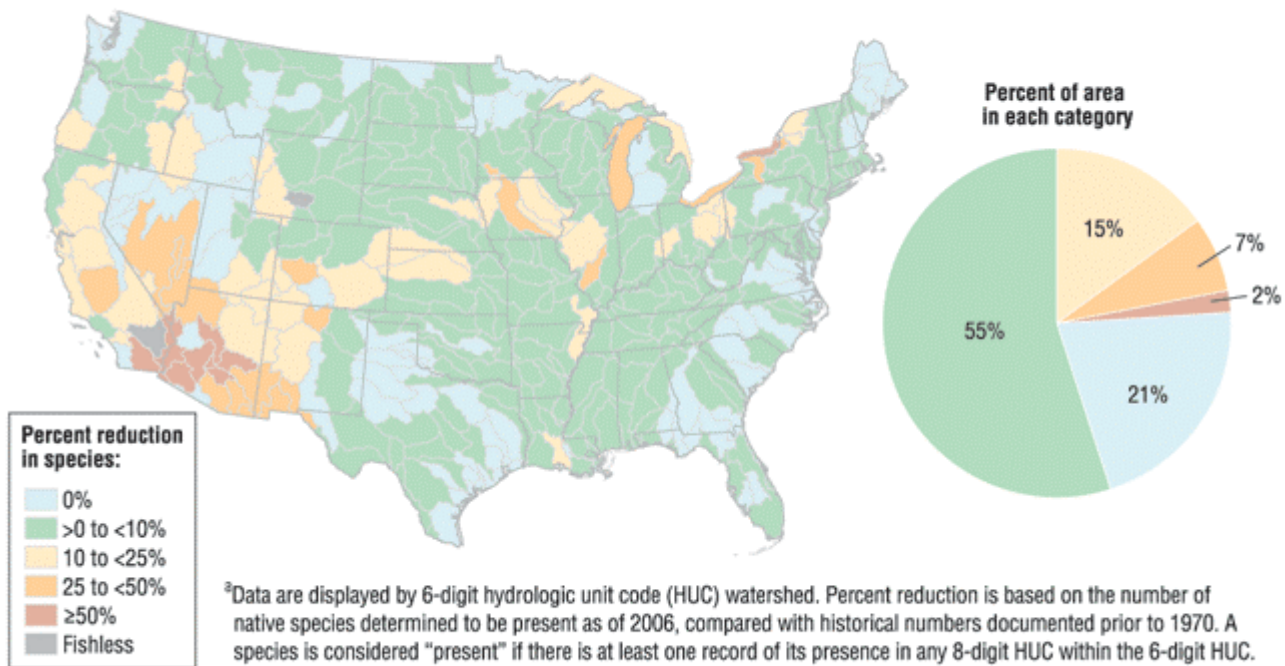 Percent of area
in each category
15%
7%
2%
55%
21%
Percent reduction
in species:
0%
>0 to <10%
10 to <25%
25 to <50%
≥50%
Fishless
ᵃData are displayed by 6-digit hydrologic unit code (HUC) watershed. Percent reduction is based on the number of
native species determined to be present as of 2006, compared with historical numbers documented prior to 1970. A
species is considered “present” if there is at least one record of its presence in any 8-digit HUC within the 6-digit HUC.